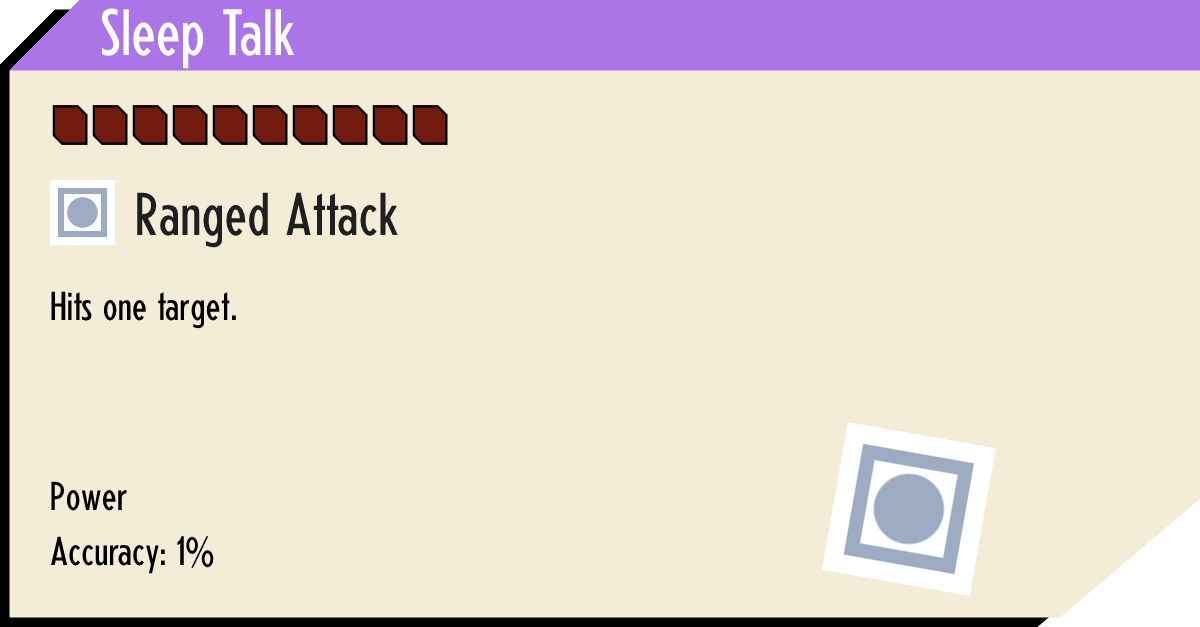 Sleep Talk
Ranged Attack
Hits one target.
Power
Accuracy: 1%